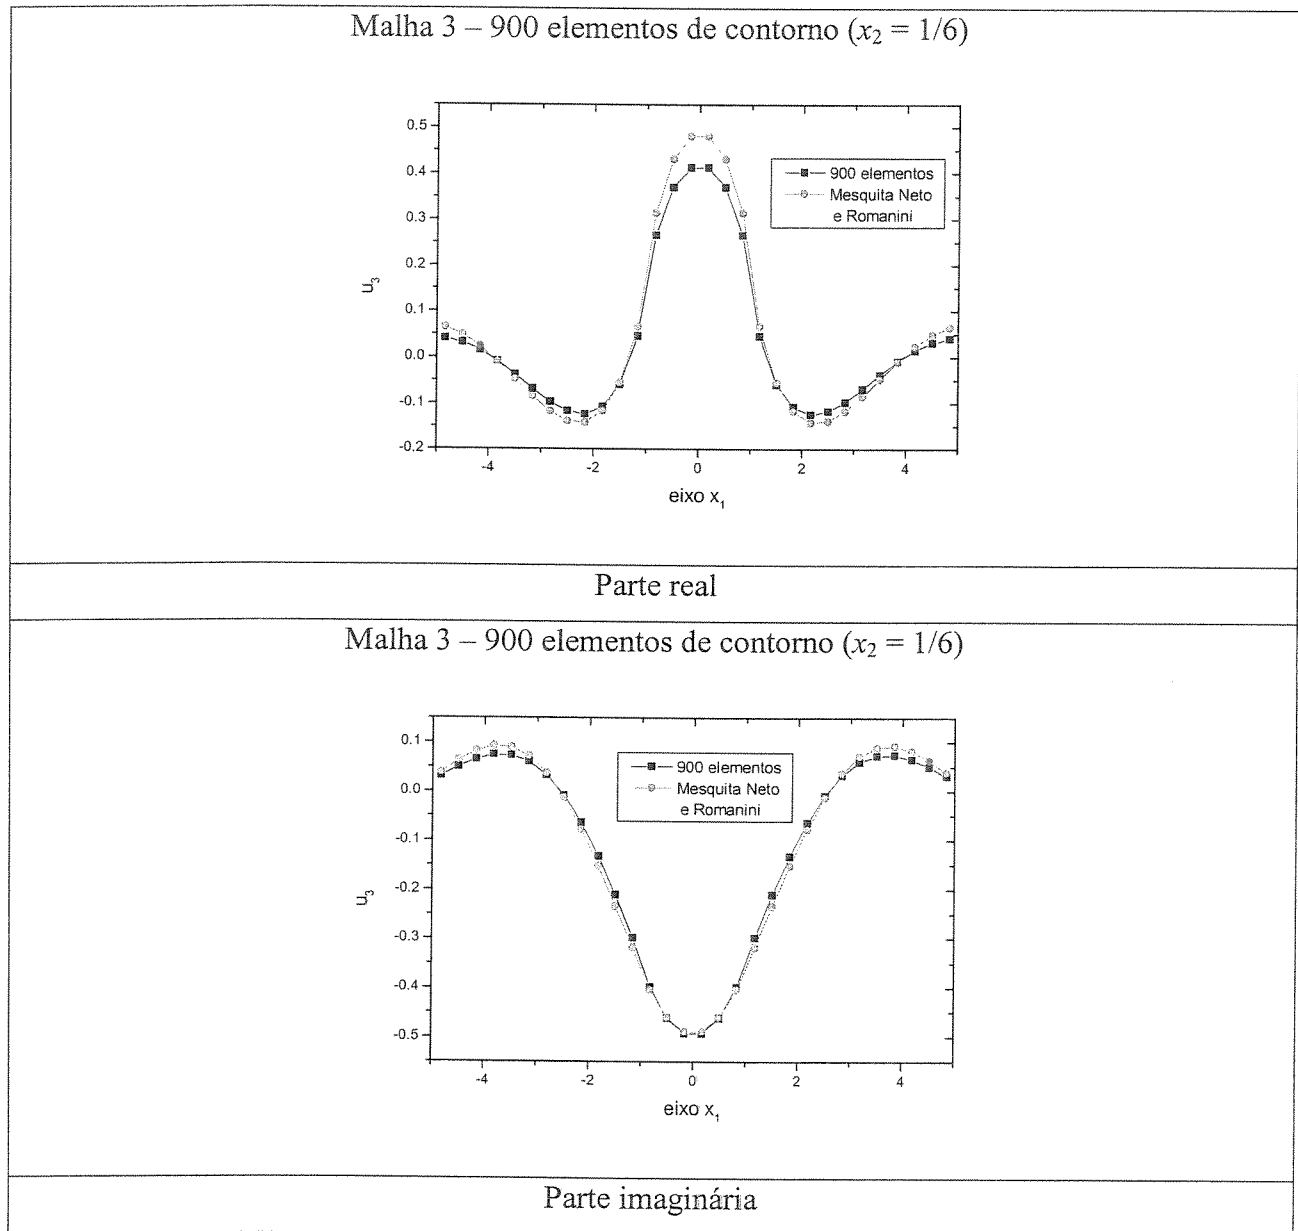 Malha 3 – 900 elementos de contorno (x₂ = 1/6)
0.5
0.4
0.3
0.2
0.1
0.0
-0.1
-0.2
u₃
900 elementos
Mesquita Neto
e Romanini
-4
-2
0
2
4
eixo x₁
Parte real
Malha 3 – 900 elementos de contorno (x₂ = 1/6)
0.1
0.0
-0.1
-0.2
-0.3
-0.4
-0.5
u₃
900 elementos
Mesquita Neto
e Romanini
-4
-2
0
2
4
eixo x₁
Parte imaginária